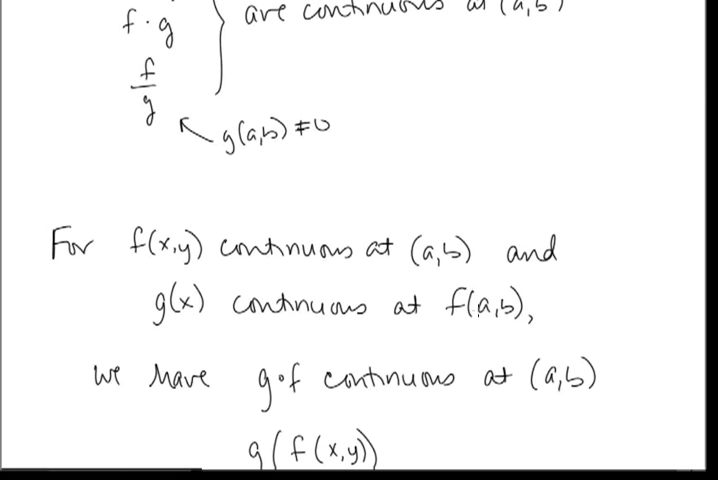 f · g } are continuous at (a,b)
f/g
g(a,b) ≠ 0
For f(x,y) continuous at (a,b) and
g(x) continuous at f(a,b),
we have g∘f continuous at (a,b)
g(f(x,y))